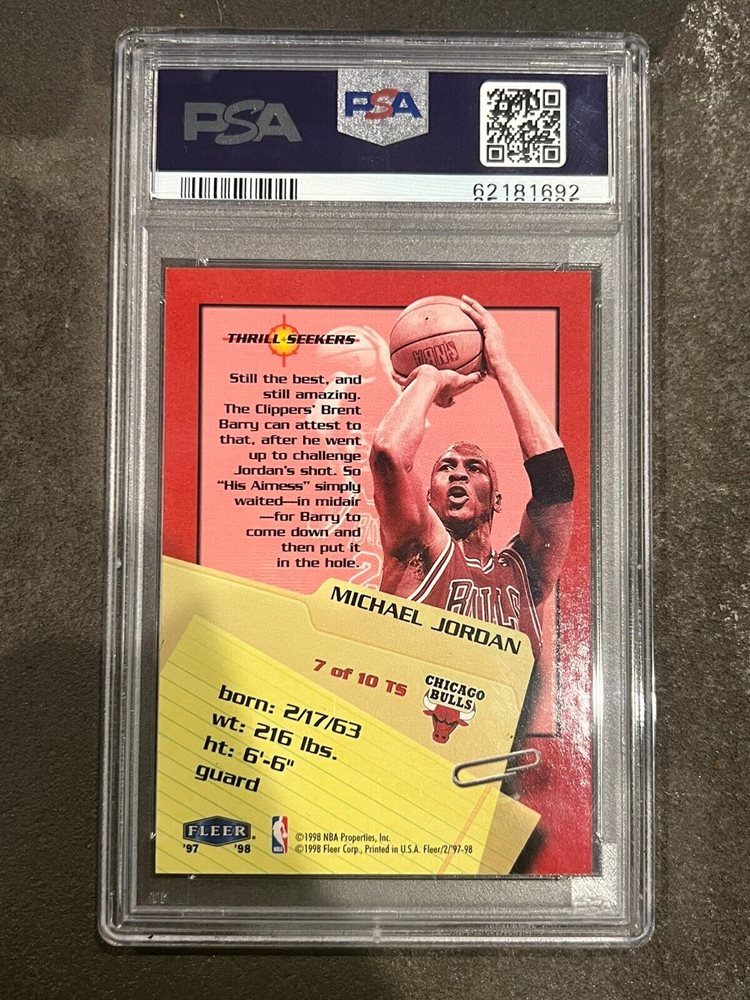 PSA
PSA
62181692
THRILL SEEKERS
Still the best, and
still amazing.
The Clippers' Brent
Barry can attest to
that, after he went
up to challenge
Jordan's shot. So
"His Airness" simply
waited—in midair
—for Barry to
come down and
then put it
in the hole.
MICHAEL JORDAN
7 of 10 TS
CHICAGO
BULLS
born: 2/17/63
wt: 216 lbs.
ht: 6'-6"
guard
FLEER
'97 '98
NBA
©1998 NBA Properties, Inc.
©1998 Fleer Corp., Printed in U.S.A. Fleer/2/'97-98
BULLS